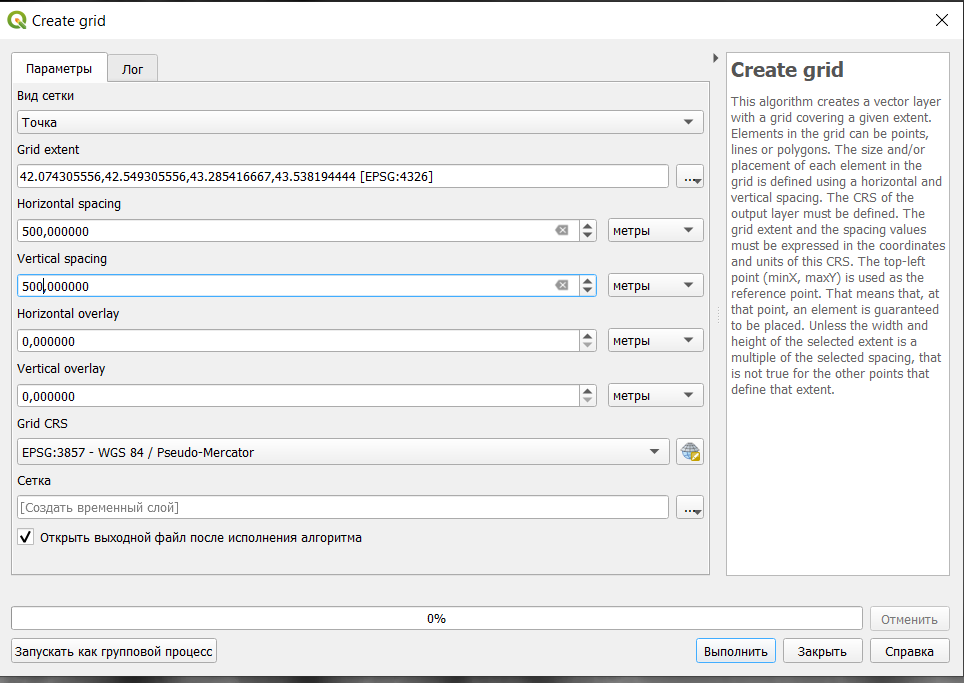 Create grid
Параметры
Лог
Вид сетки
Точка
Grid extent
42.074305556,42.549305556,43.285416667,43.538194444 [EPSG:4326]
...
Horizontal spacing
500,000000
метры
Vertical spacing
500,000000
метры
Horizontal overlay
0,000000
метры
Vertical overlay
0,000000
метры
Grid CRS
EPSG:3857 - WGS 84 / Pseudo-Mercator
Сетка
[Создать временный слой]
...
Открыть выходной файл после исполнения алгоритма
Create grid
This algorithm creates a vector layer
with a grid covering a given extent.
Elements in the grid can be points,
lines or polygons. The size and/or
placement of each element in the
grid is defined using a horizontal and
vertical spacing. The CRS of the
output layer must be defined. The
grid extent and the spacing values
must be expressed in the coordinates
and units of this CRS. The top-left
point (minX, maxY) is used as the
reference point. That means that, at
that point, an element is guaranteed
to be placed. Unless the width and
height of the selected extent is a
multiple of the selected spacing, that
is not true for the other points that
define that extent.
0%
Отменить
Запускать как групповой процесс
Выполнить
Закрыть
Справка